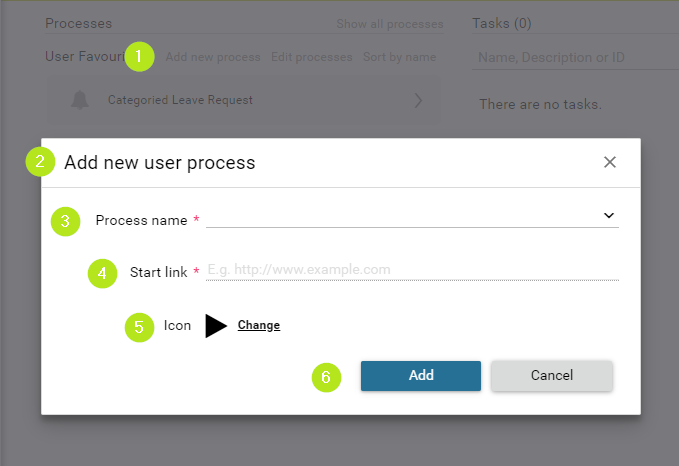 Processes Show all processes Tasks (0)
User Favouri 1 Add new process Edit processes Sort by name Name, Description or ID
Categoried Leave Request There are no tasks.
2 Add new user process
3 Process name *
4 Start link * E.g. http://www.example.com
5 Icon Change
6 Add Cancel